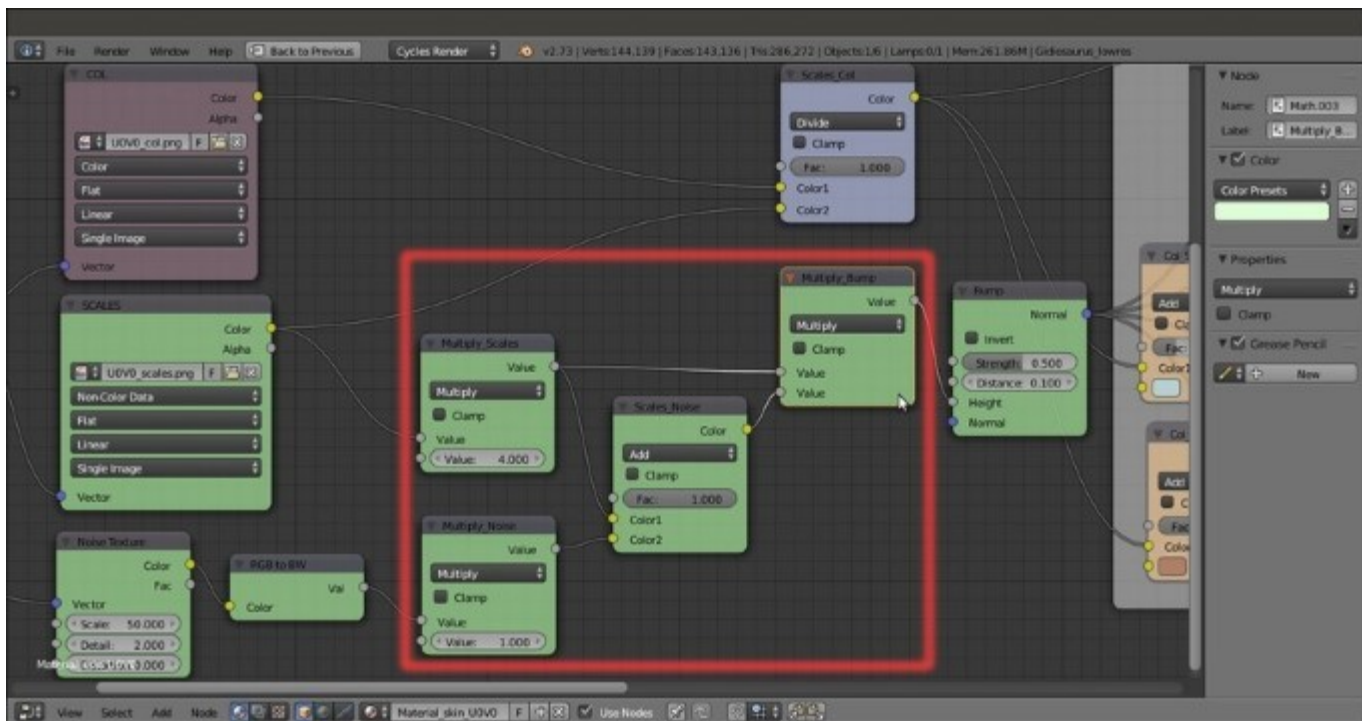 File Render Window Help Back to Previous Cycles Render v2.73 | Verts:144,139 | Faces:143,136 | Tris:286,272 | Objects:1/6 | Lamps:0/1 | Mem:261.86M | Gidiosaurus_lowres
COL
Color
Alpha
U0V0_col.png F
Color
Flat
Linear
Single Image
Vector
SCALES
Color
Alpha
U0V0_scales.png F
Non-Color Data
Flat
Linear
Single Image
Vector
Noise Texture
Color
Fac
Vector
Scale: 50.000
Detail: 2.000
0.000
RGB to BW
Val
Color
Multiply_Scales
Value
Multiply
Clamp
Value
Value: 4.000
Multiply_Noise
Value
Multiply
Clamp
Value
Value: 1.000
Scales_Noise
Color
Add
Clamp
Fac: 1.000
Color1
Color2
Scales_Col
Color
Divide
Clamp
Fac: 1.000
Color1
Color2
Multiply_Bump
Value
Multiply
Clamp
Value
Value
Bump
Normal
Invert
Strength: 0.500
Distance: 0.100
Height
Normal
Add
Fac:
Color1
Add
Fac
Node
Name: Math.003
Label: Multiply_B...
Color
Color Presets
Properties
Multiply
Clamp
Grease Pencil
New
View Select Add Node Material_skin U0V0 F Use Nodes